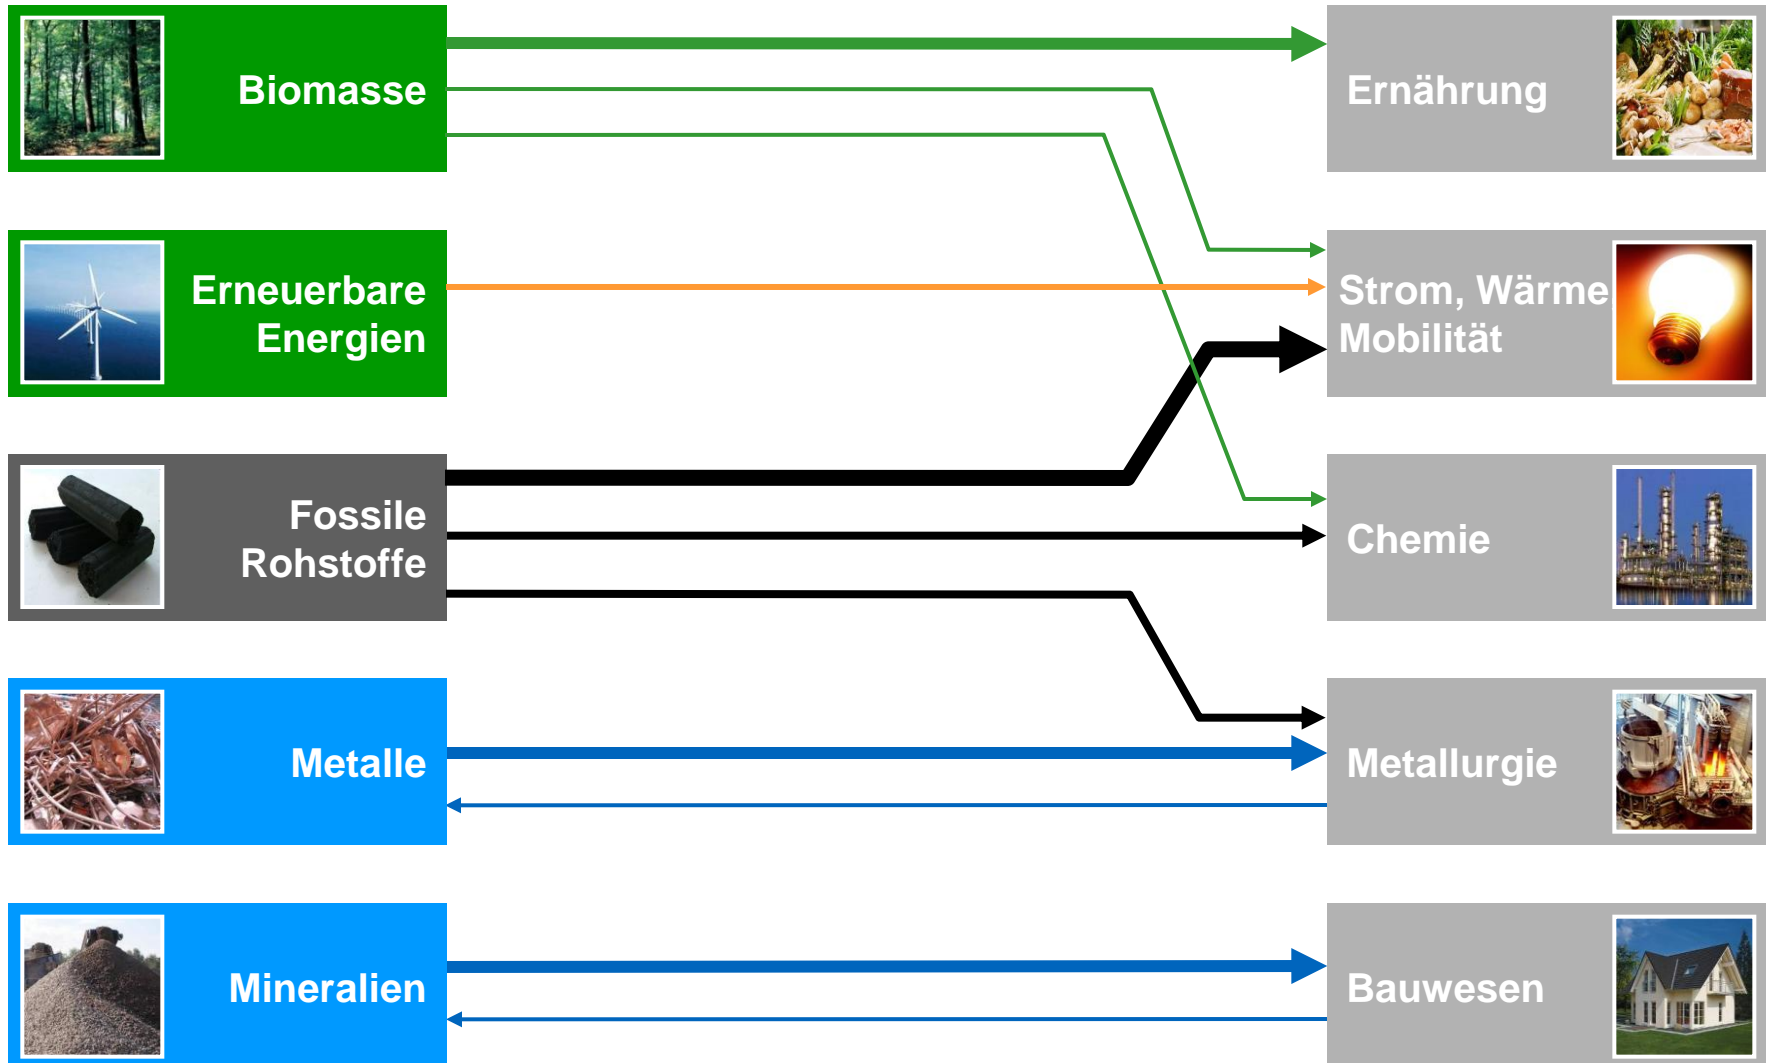 Biomasse
Ernährung
Erneuerbare
Energien
Strom, Wärme,
Mobilität
Fossile
Rohstoffe
Chemie
Metalle
Metallurgie
Mineralien
Bauwesen